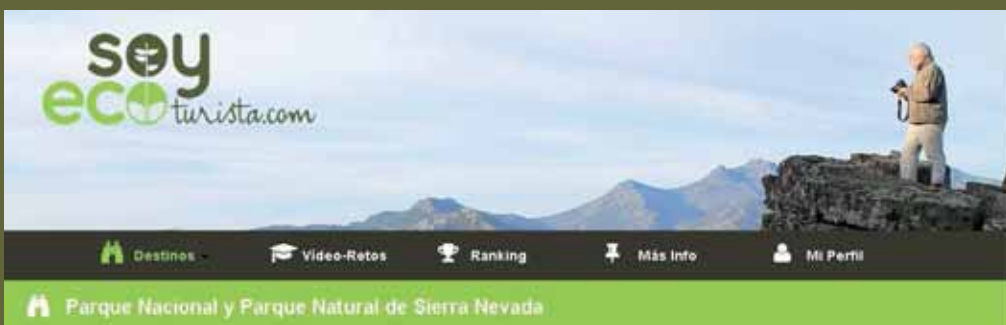 soy
eco turista.com
Destinos Video-Retos Ranking Más Info Mi Perfil
Parque Nacional y Parque Natural de Sierra Nevada